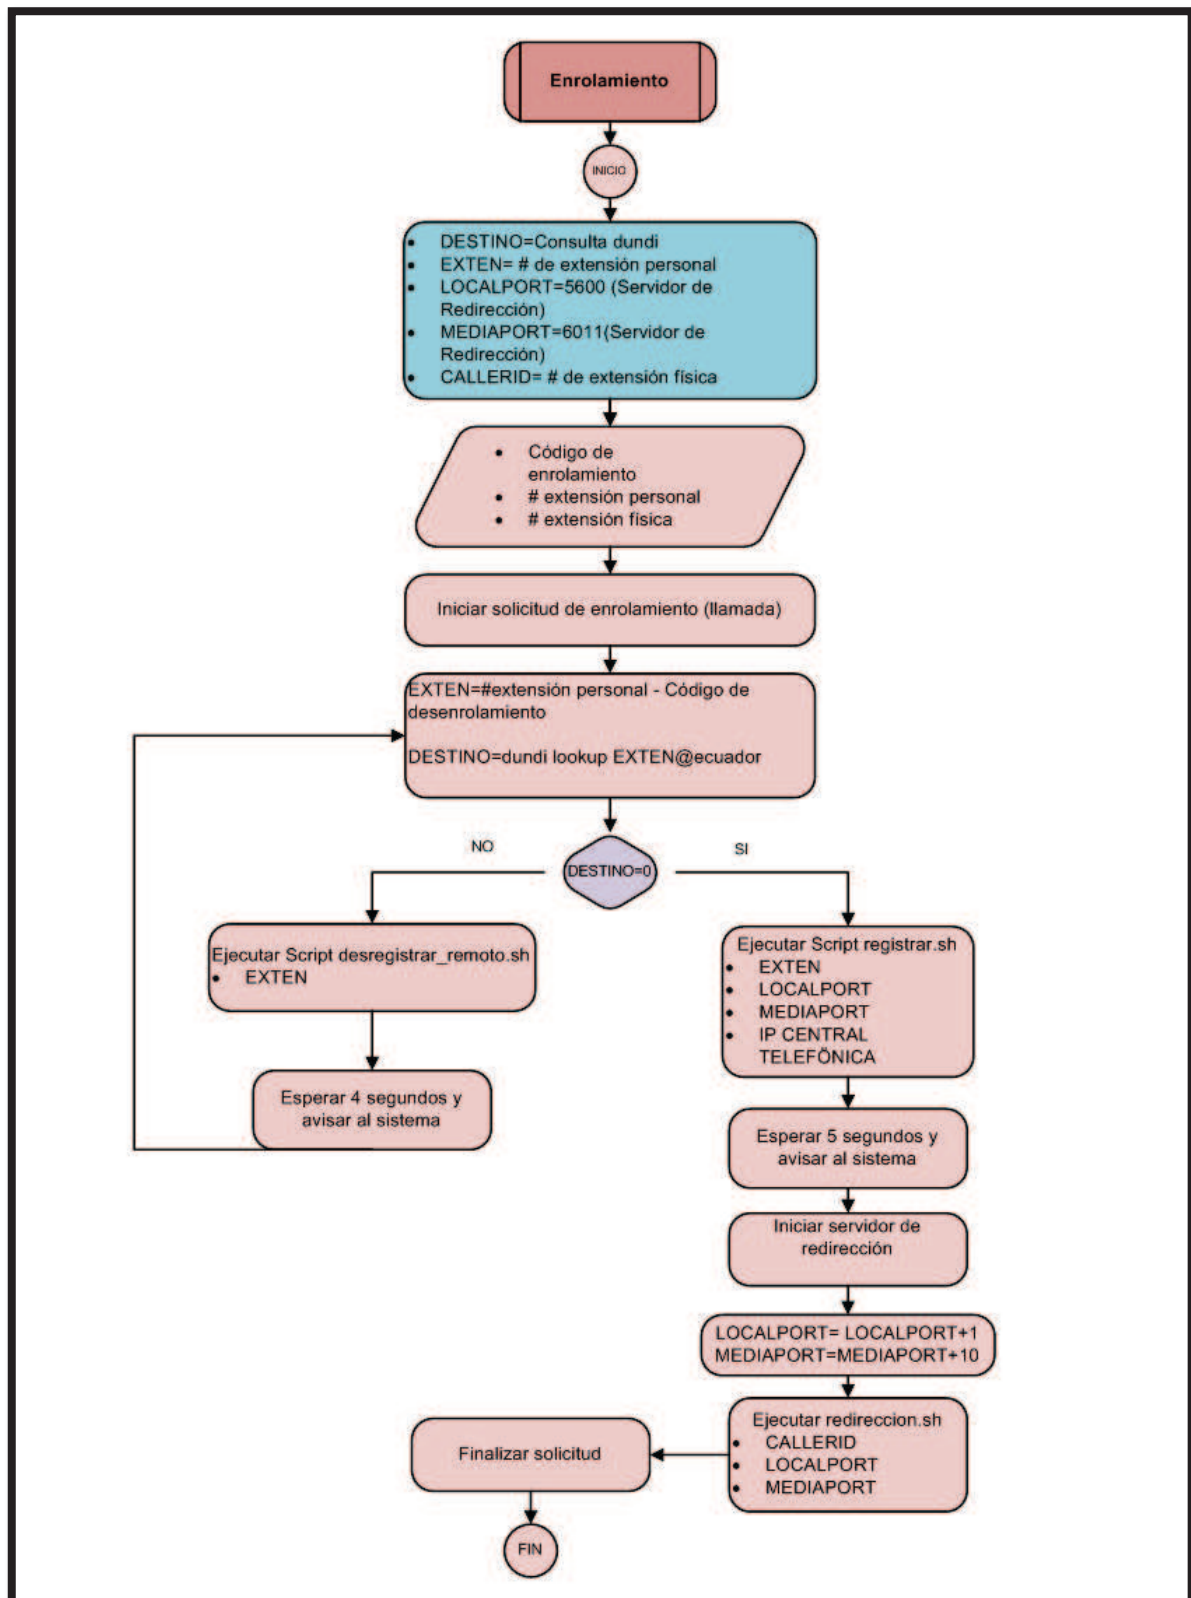 Enrolamiento
INICIO
• DESTINO=Consulta dundi
• EXTEN= # de extensión personal
• LOCALPORT=5600 (Servidor de
Redirección)
• MEDIAPORT=6011(Servidor de
Redirección)
• CALLERID= # de extensión física
• Código de
enrolamiento
• # extensión personal
• # extensión física
Iniciar solicitud de enrolamiento (llamada)
EXTEN=#extensión personal - Código de
desenrolamiento
DESTINO=dundi lookup EXTEN@ecuador
NO
SI
DESTINO=0
Ejecutar Script desregistrar_remoto.sh
• EXTEN
Esperar 4 segundos y
avisar al sistema
Ejecutar Script registrar.sh
• EXTEN
• LOCALPORT
• MEDIAPORT
• IP CENTRAL
TELEFÖNICA
Esperar 5 segundos y
avisar al sistema
Iniciar servidor de
redirección
LOCALPORT= LOCALPORT+1
MEDIAPORT=MEDIAPORT+10
Ejecutar redireccion.sh
• CALLERID
• LOCALPORT
• MEDIAPORT
Finalizar solicitud
FIN